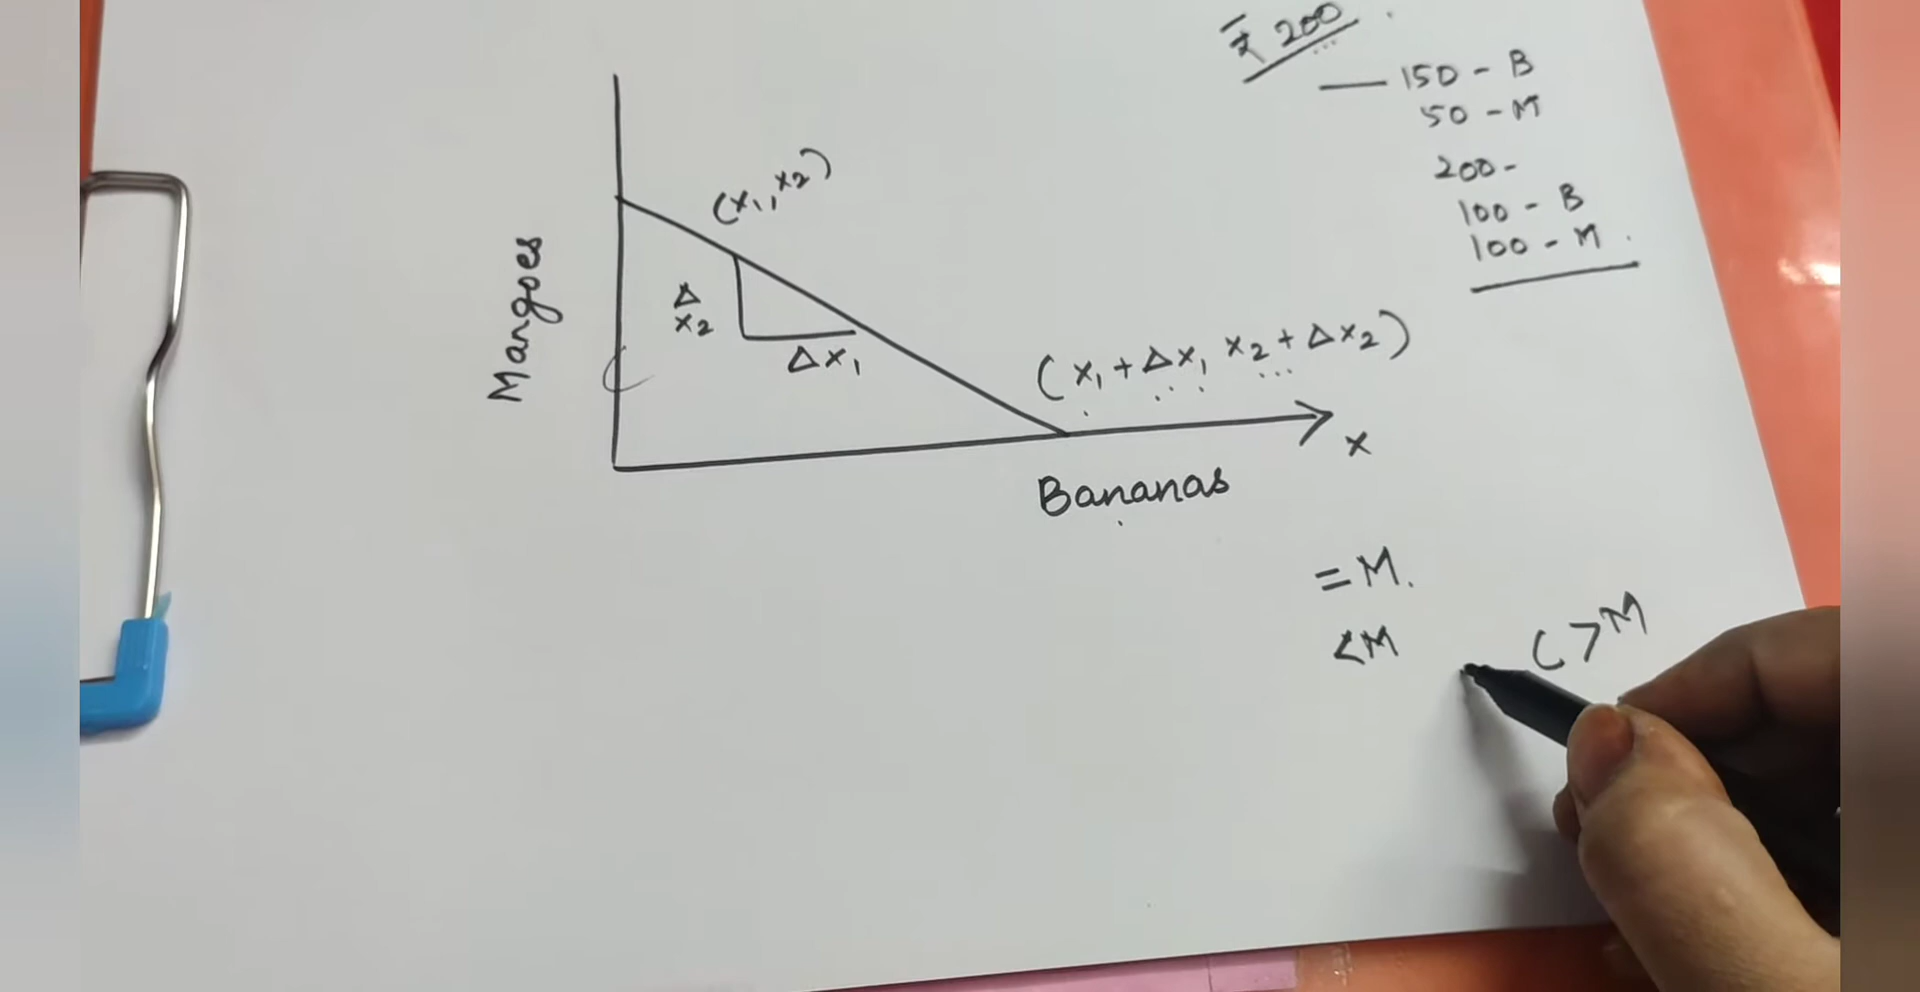 ₹ 200
150 - B
50 - M
200 -
100 - B
100 - M
(x₁, x₂)
Mangoes
Δ
x₂
Δx₁
(x₁ + Δx₁ x₂ + Δx₂)
x
Bananas
= M.
< M
C > M